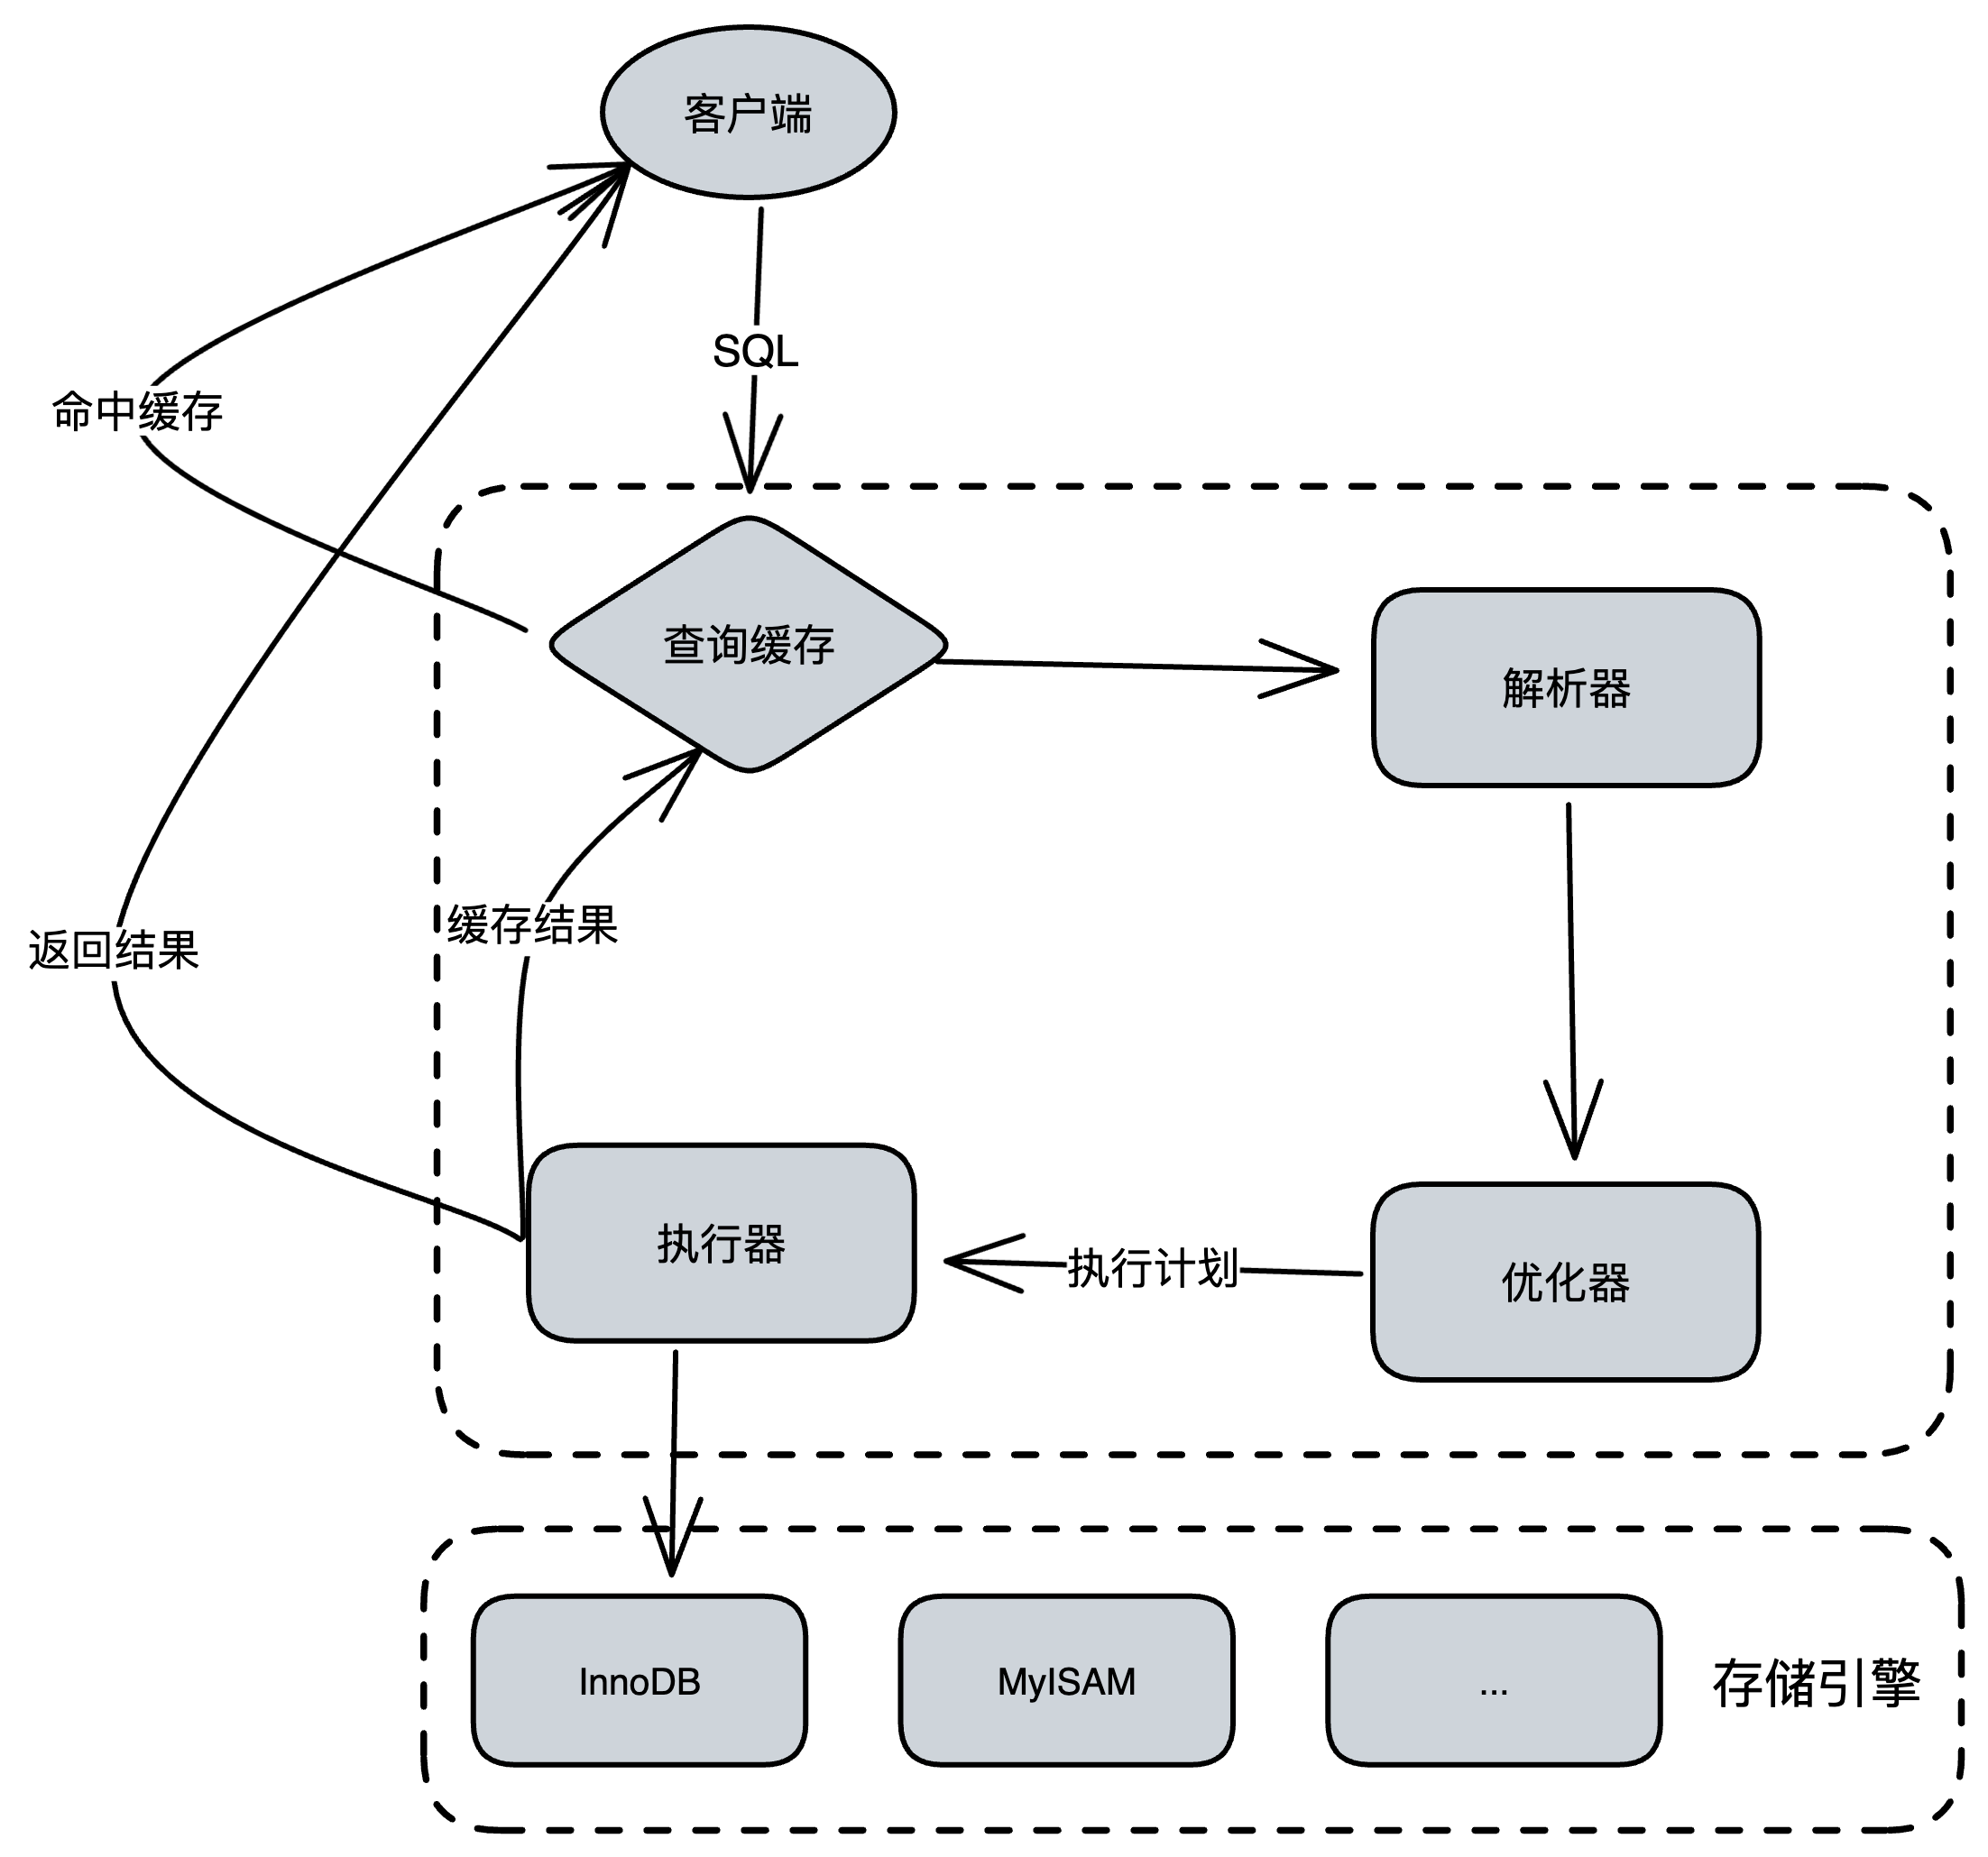 客户端
SQL
命中缓存
查询缓存
解析器
缓存结果
返回结果
执行器
执行计划
优化器
InnoDB
MyISAM
...
存储引擎